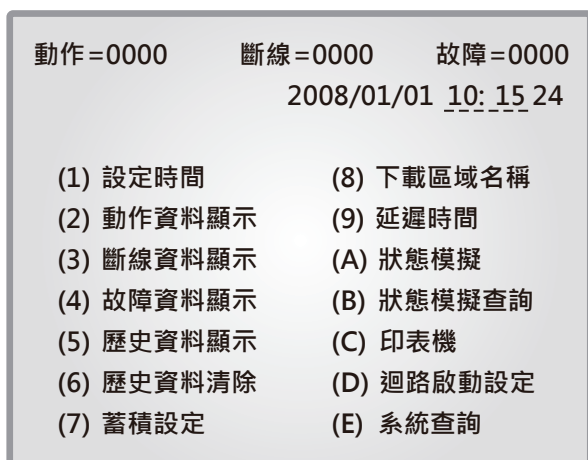 動作=0000 斷線=0000 故障=0000
2008/01/01 10: 15 24
(1) 設定時間 (8) 下載區域名稱
(2) 動作資料顯示 (9) 延遲時間
(3) 斷線資料顯示 (A) 狀態模擬
(4) 故障資料顯示 (B) 狀態模擬查詢
(5) 歷史資料顯示 (C) 印表機
(6) 歷史資料清除 (D) 迴路啟動設定
(7) 蓄積設定 (E) 系統查詢